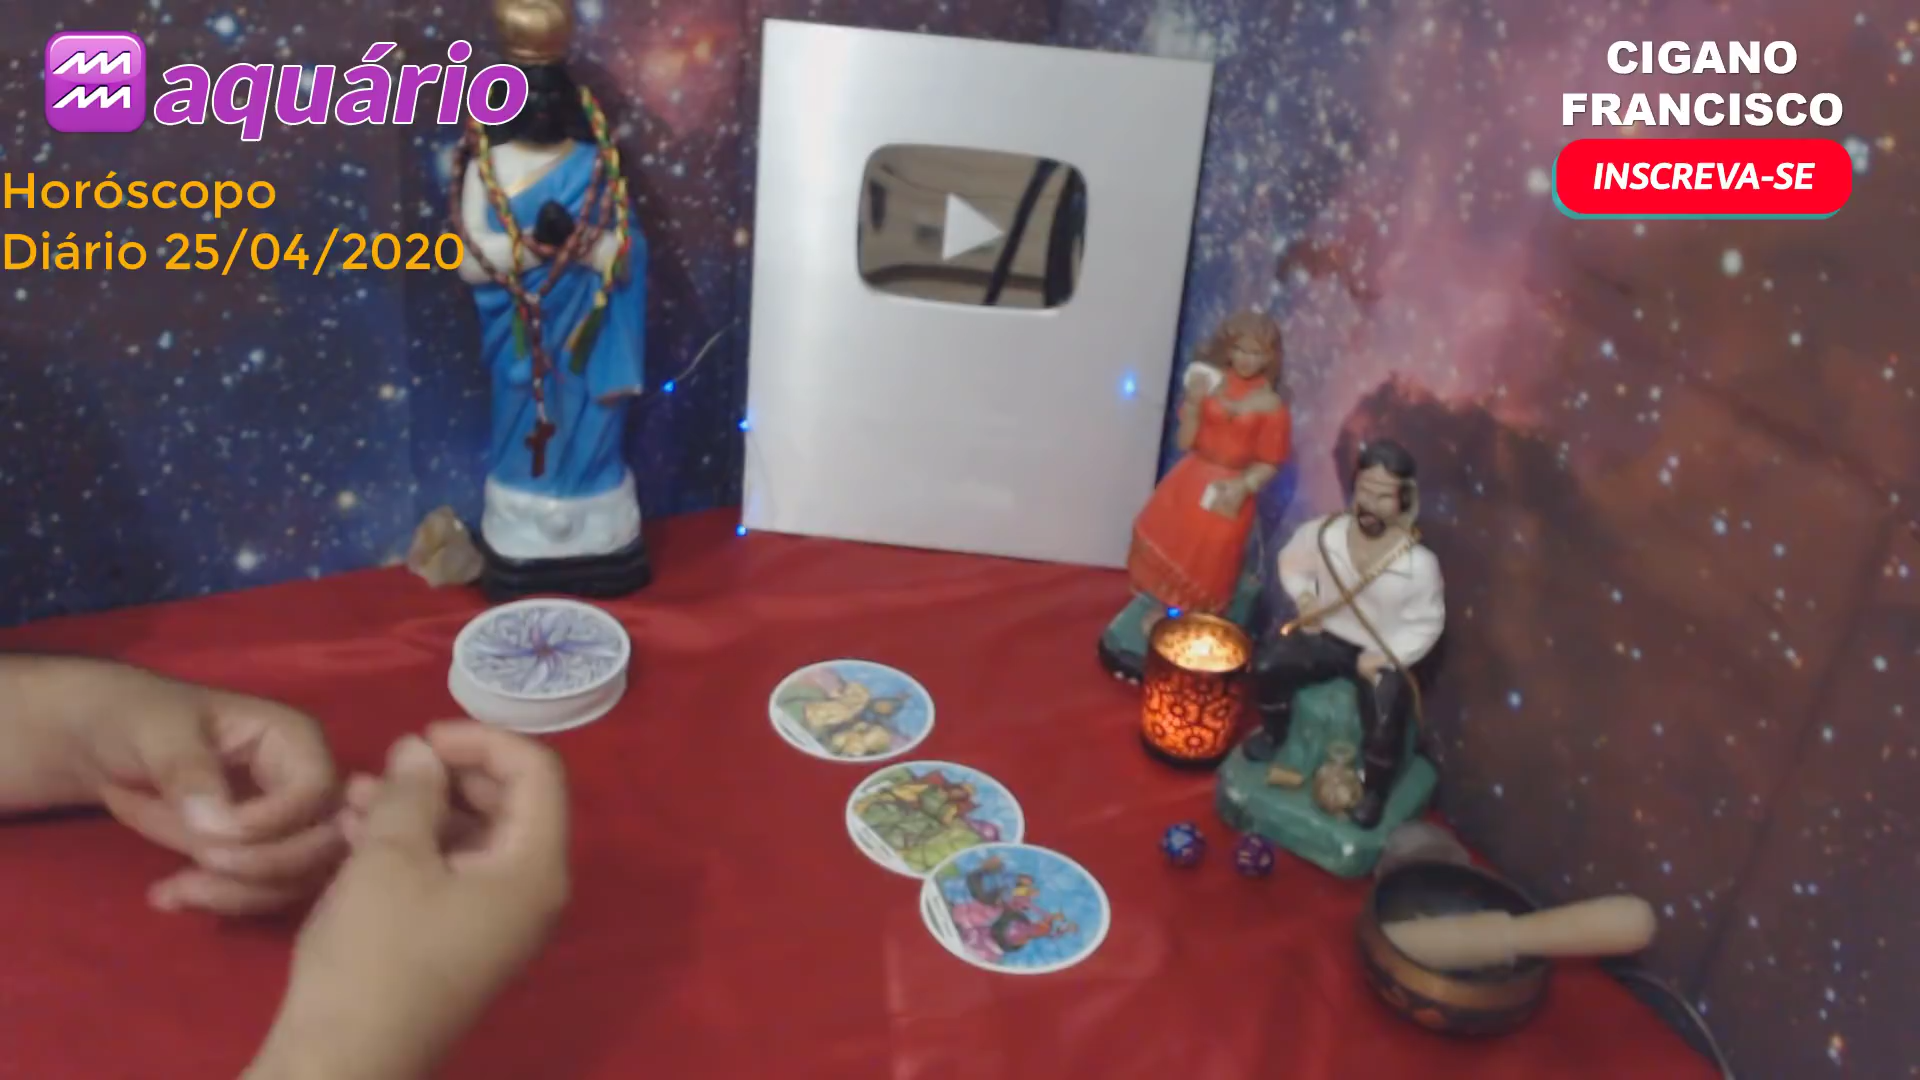 ♒ aquário
Horóscopo
Diário 25/04/2020
CIGANO
FRANCISCO
INSCREVA-SE